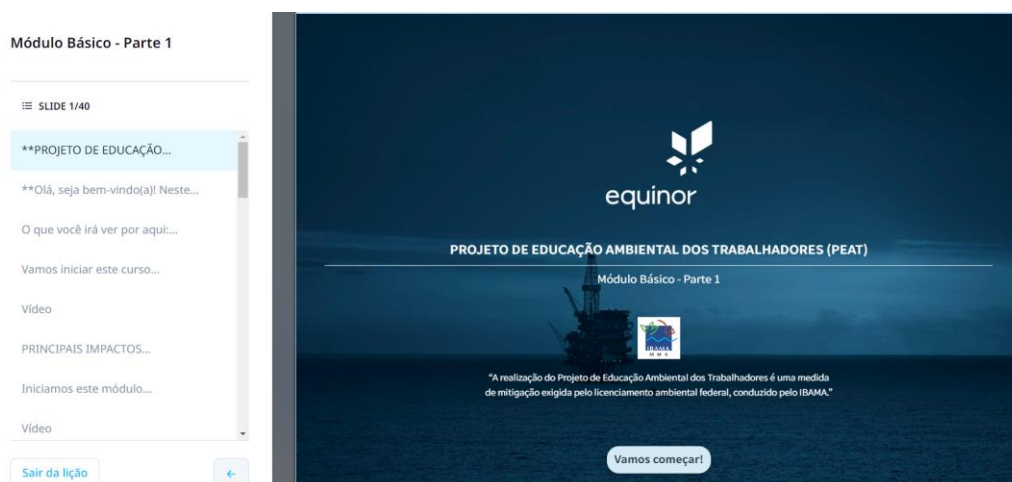 Módulo Básico - Parte 1
SLIDE 1/40
**PROJETO DE EDUCAÇÃO...
**Olá, seja bem-vindo(a)! Neste...
O que você irá ver por aqui:...
Vamos iniciar este curso...
Vídeo
PRINCIPAIS IMPACTOS...
Iniciamos este módulo...
Vídeo
Sair da lição
←
equinor
PROJETO DE EDUCAÇÃO AMBIENTAL DOS TRABALHADORES (PEAT)
Módulo Básico - Parte 1
IBAMA
M M A
"A realização do Projeto de Educação Ambiental dos Trabalhadores é uma medida
de mitigação exigida pelo licenciamento ambiental federal, conduzido pelo IBAMA."
Vamos começar!